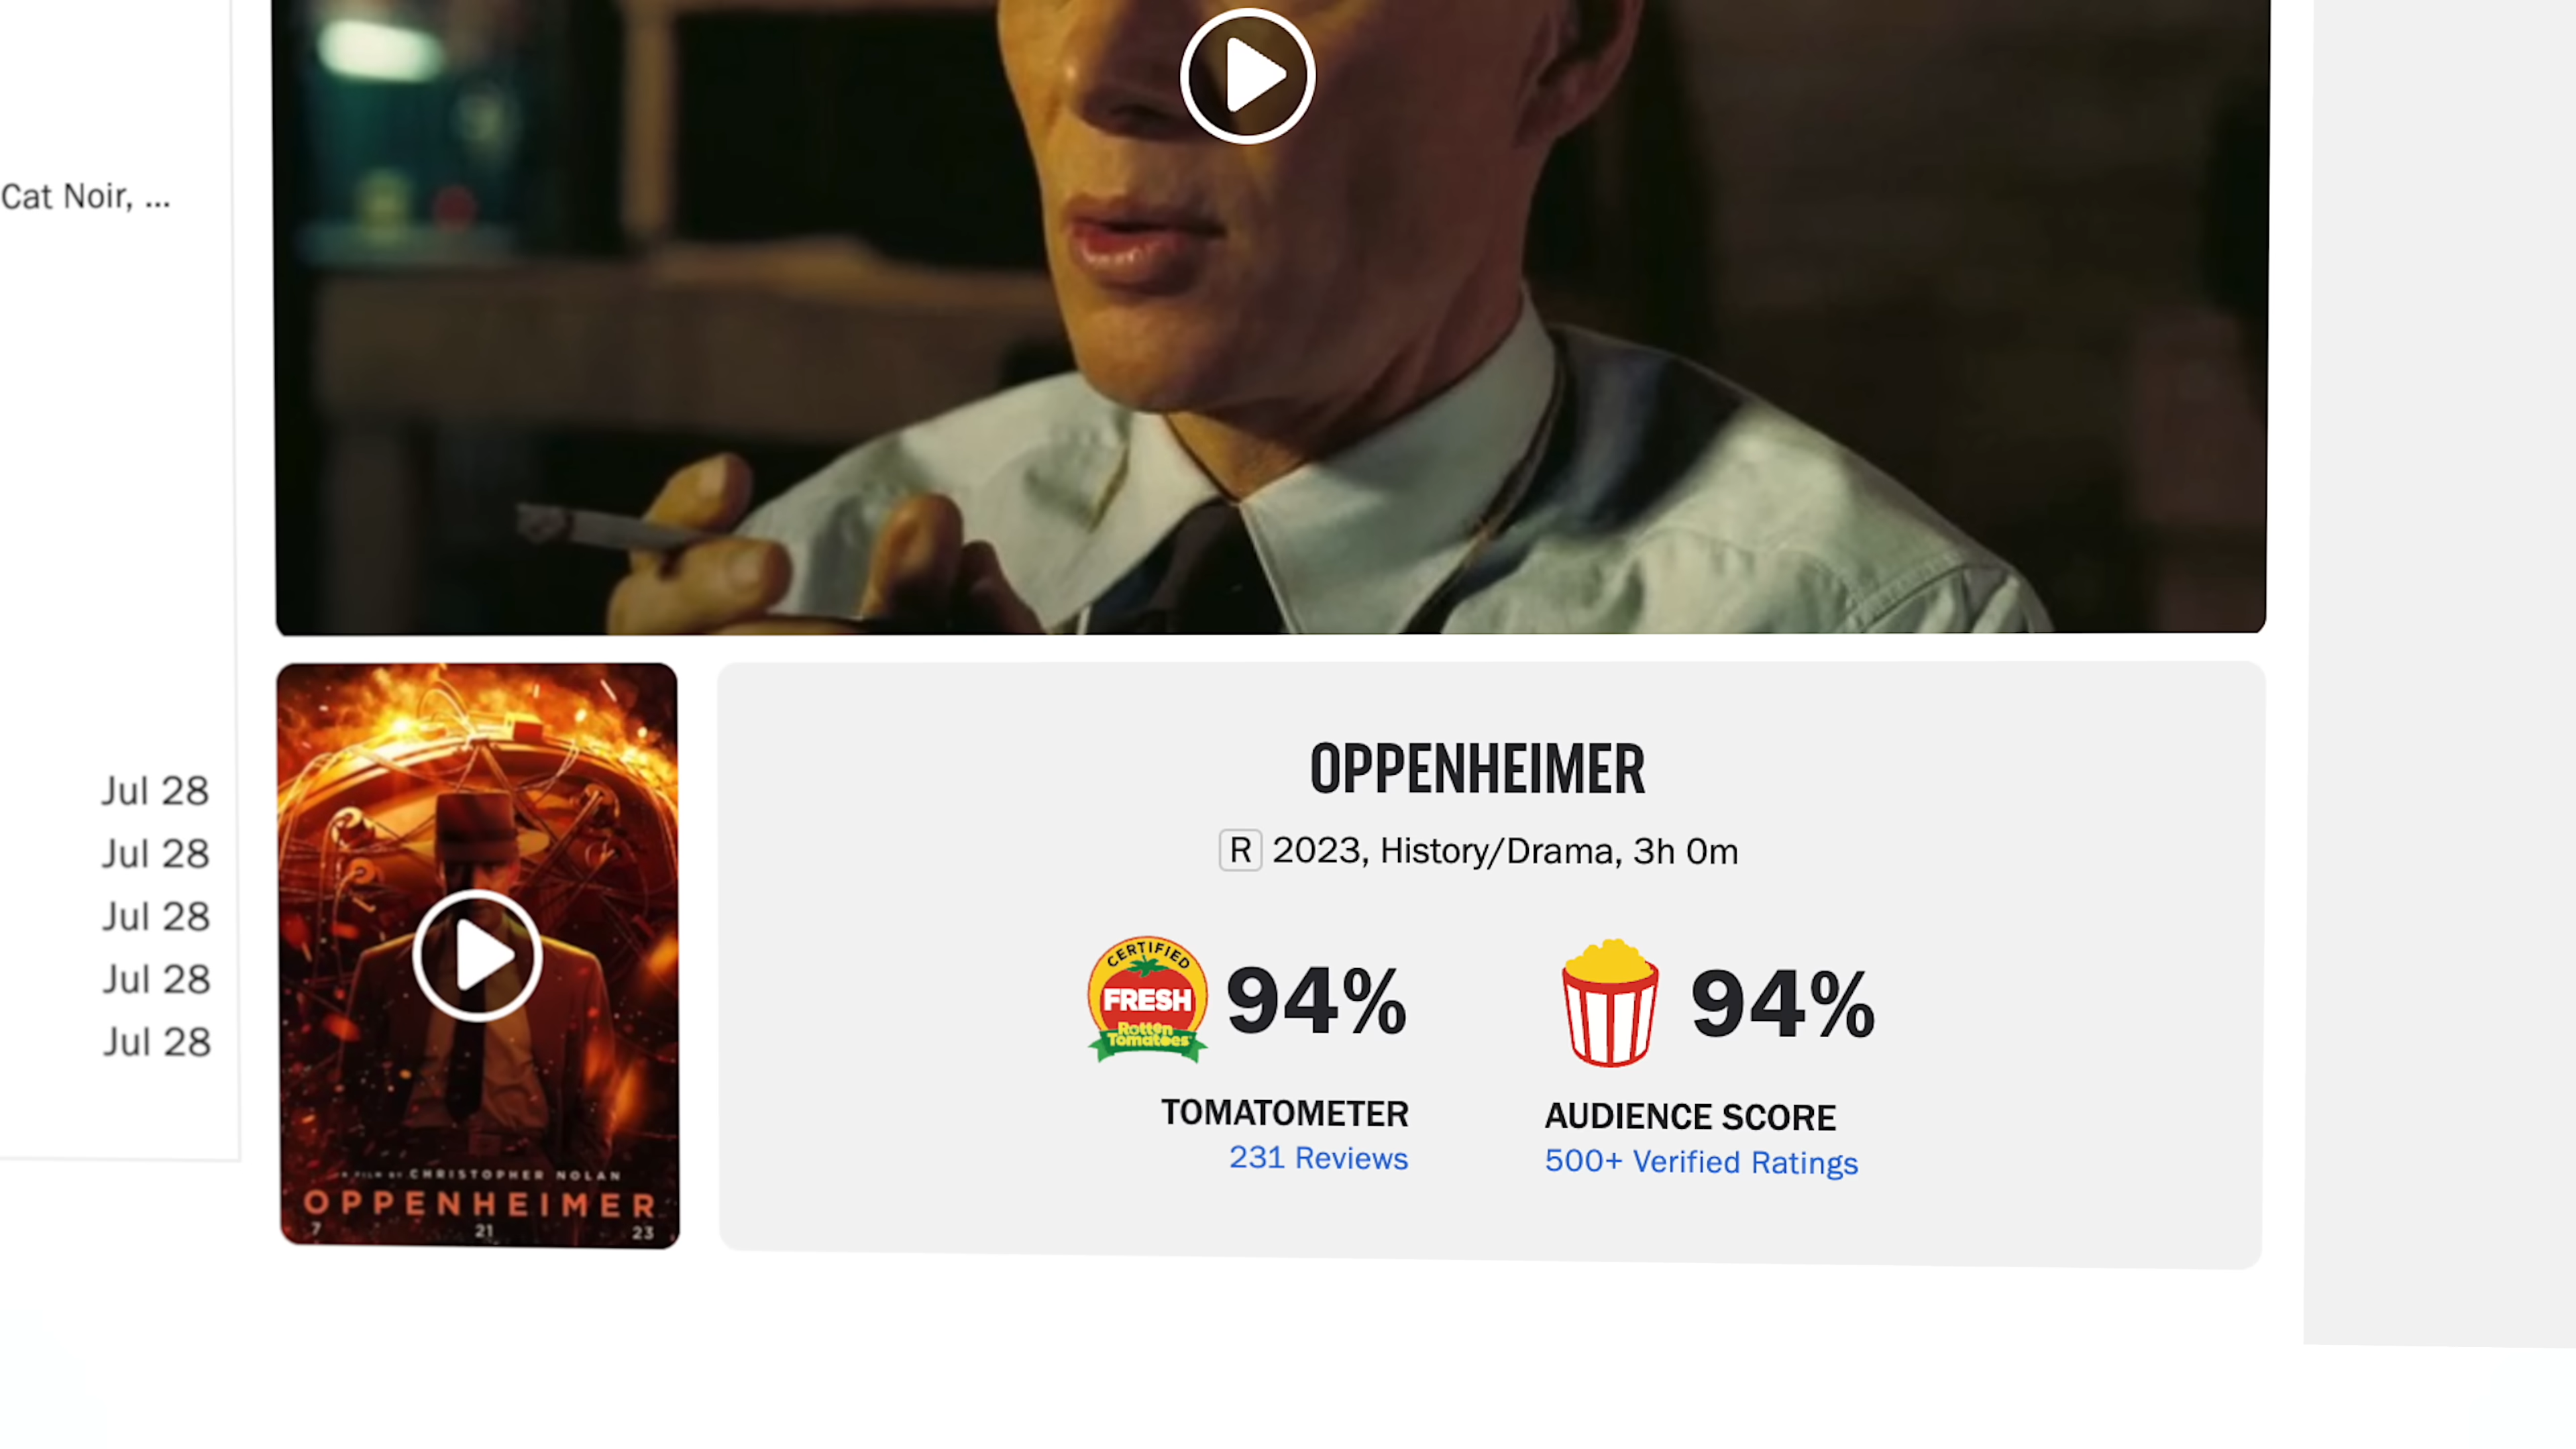 Cat Noir, ...
Jul 28
Jul 28
Jul 28
Jul 28
Jul 28
A FILM BY CHRISTOPHER NOLAN
OPPENHEIMER
7 21 23
OPPENHEIMER
R 2023, History/Drama, 3h 0m
CERTIFIED
FRESH
Rotten
Tomatoes
94%
TOMATOMETER
231 Reviews
94%
AUDIENCE SCORE
500+ Verified Ratings